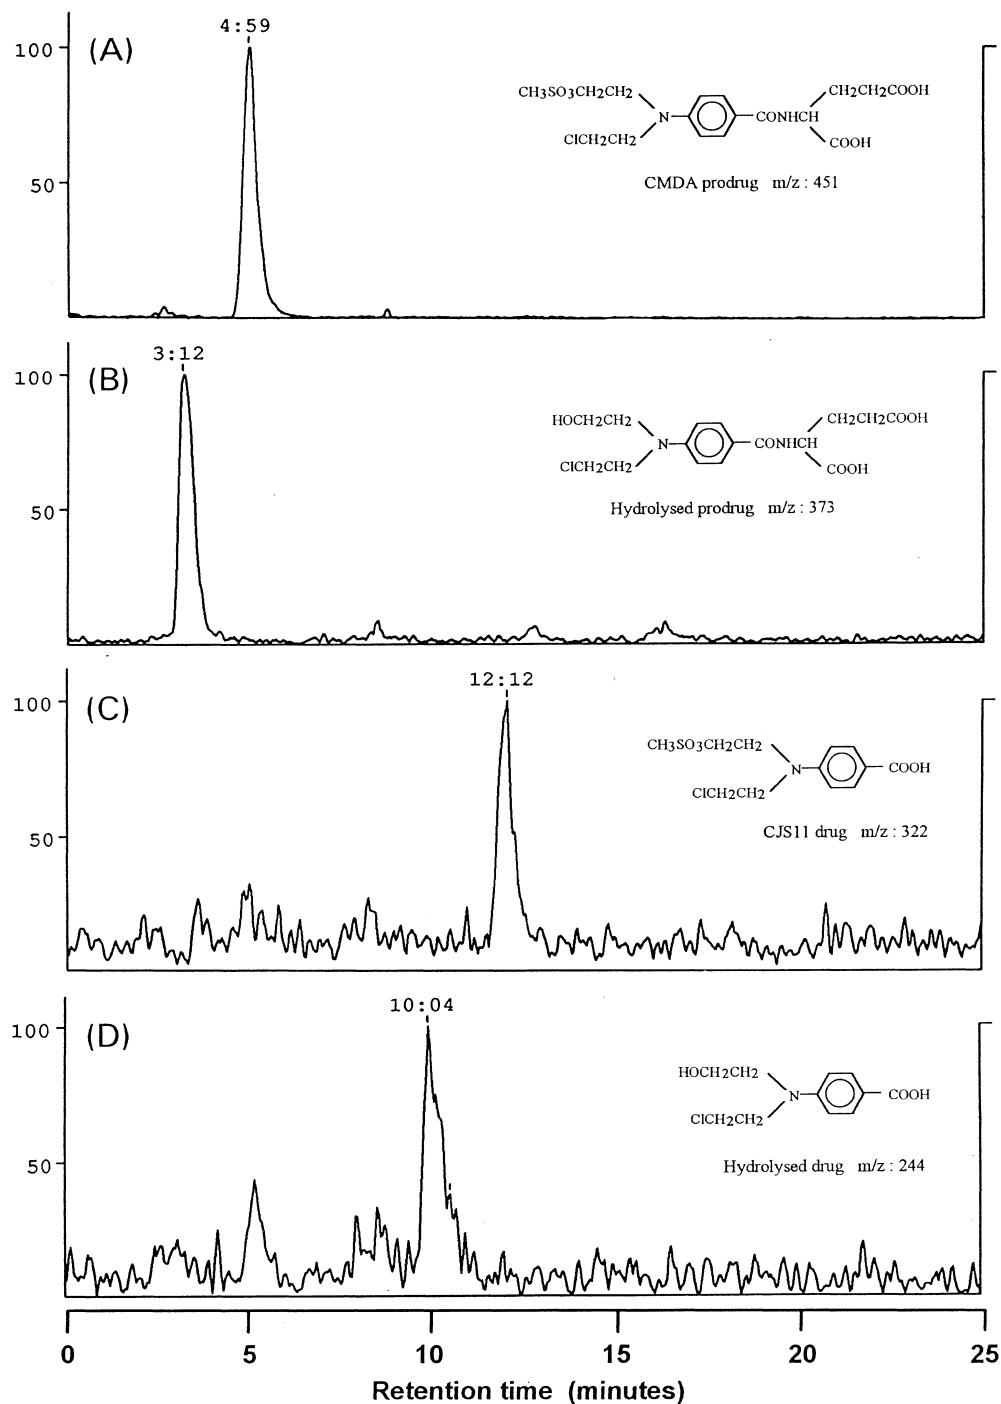 4:59
100
(A)
CH3SO3CH2CH2
CH2CH2COOH
N
CONHCH
ClCH2CH2
COOH
50
CMDA prodrug m/z : 451
3:12
100
(B)
HOCH2CH2
CH2CH2COOH
N
CONHCH
ClCH2CH2
COOH
50
Hydrolysed prodrug m/z : 373
12:12
100
(C)
CH3SO3CH2CH2
N
COOH
ClCH2CH2
50
CJS11 drug m/z : 322
10:04
100
(D)
HOCH2CH2
N
COOH
ClCH2CH2
50
Hydrolysed drug m/z : 244
0 5 10 15 20 25
Retention time (minutes)